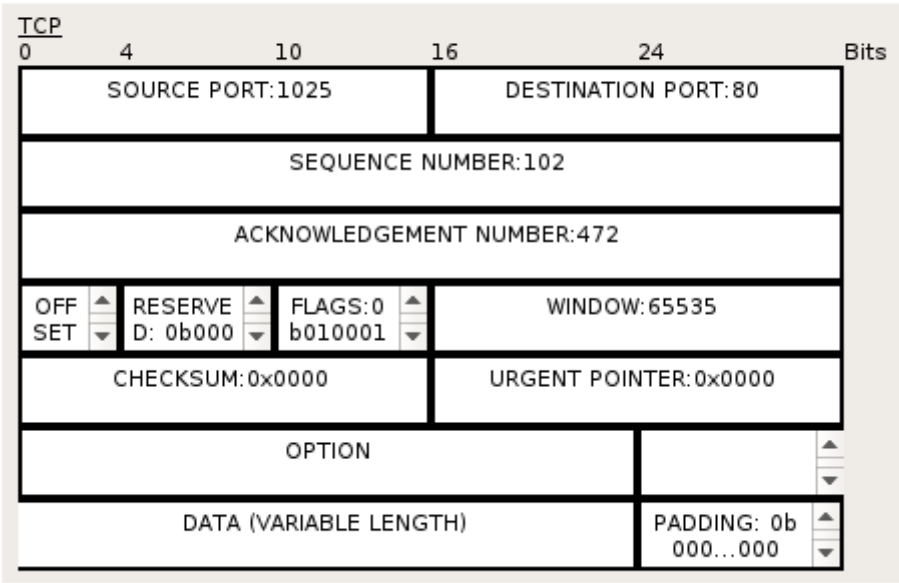 TCP
0 4 10 16 24 Bits
SOURCE PORT:1025 DESTINATION PORT:80
SEQUENCE NUMBER:102
ACKNOWLEDGEMENT NUMBER:472
OFF RESERVE FLAGS:0 WINDOW:65535
SET D: 0b000 b010001
CHECKSUM:0x0000 URGENT POINTER:0x0000
OPTION
DATA (VARIABLE LENGTH) PADDING: 0b
000...000